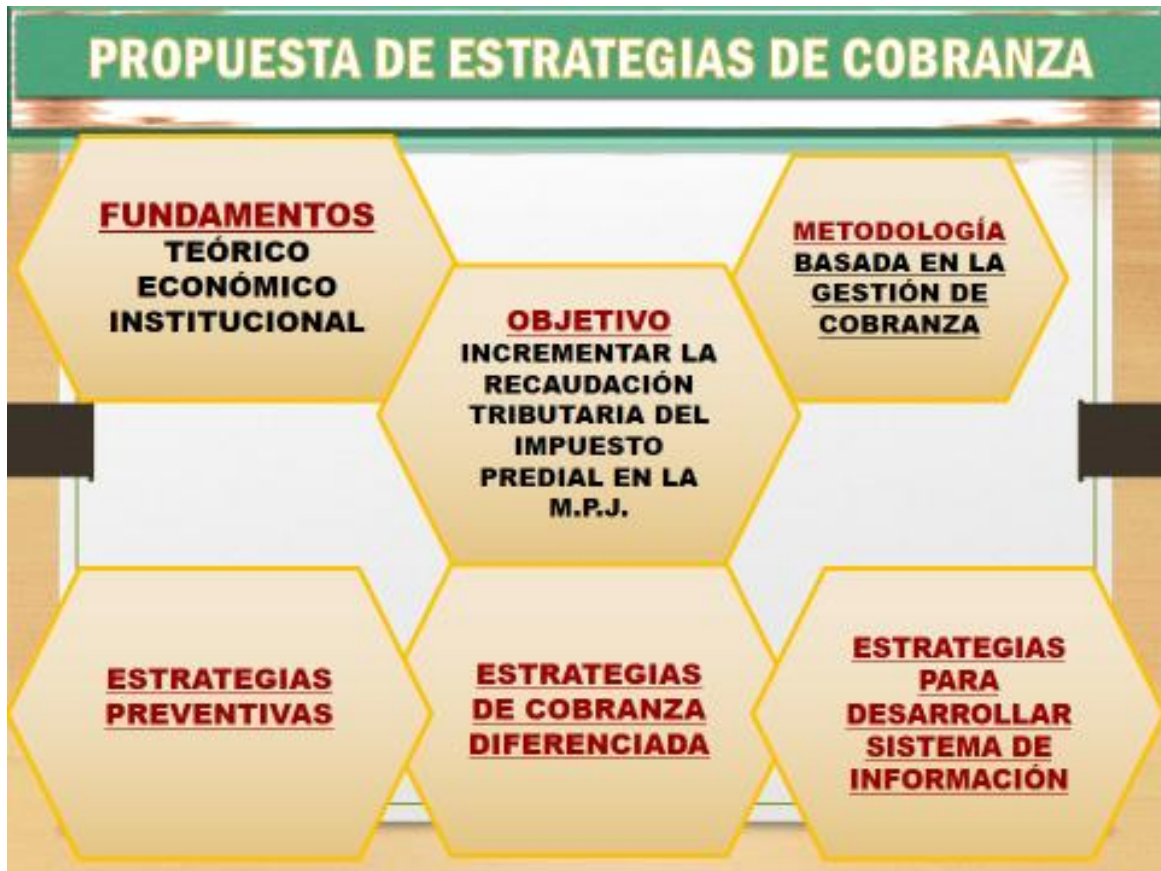 PROPUESTA DE ESTRATEGIAS DE COBRANZA
FUNDAMENTOS
TEÓRICO
ECONÓMICO
INSTITUCIONAL
OBJETIVO
INCREMENTAR LA
RECAUDACIÓN
TRIBUTARIA DEL
IMPUESTO
PREDIAL EN LA
M.P.J.
METODOLOGÍA
BASADA EN LA
GESTIÓN DE
COBRANZA
ESTRATEGIAS
PREVENTIVAS
ESTRATEGIAS
DE COBRANZA
DIFERENCIADA
ESTRATEGIAS
PARA
DESARROLLAR
SISTEMA DE
INFORMACIÓN